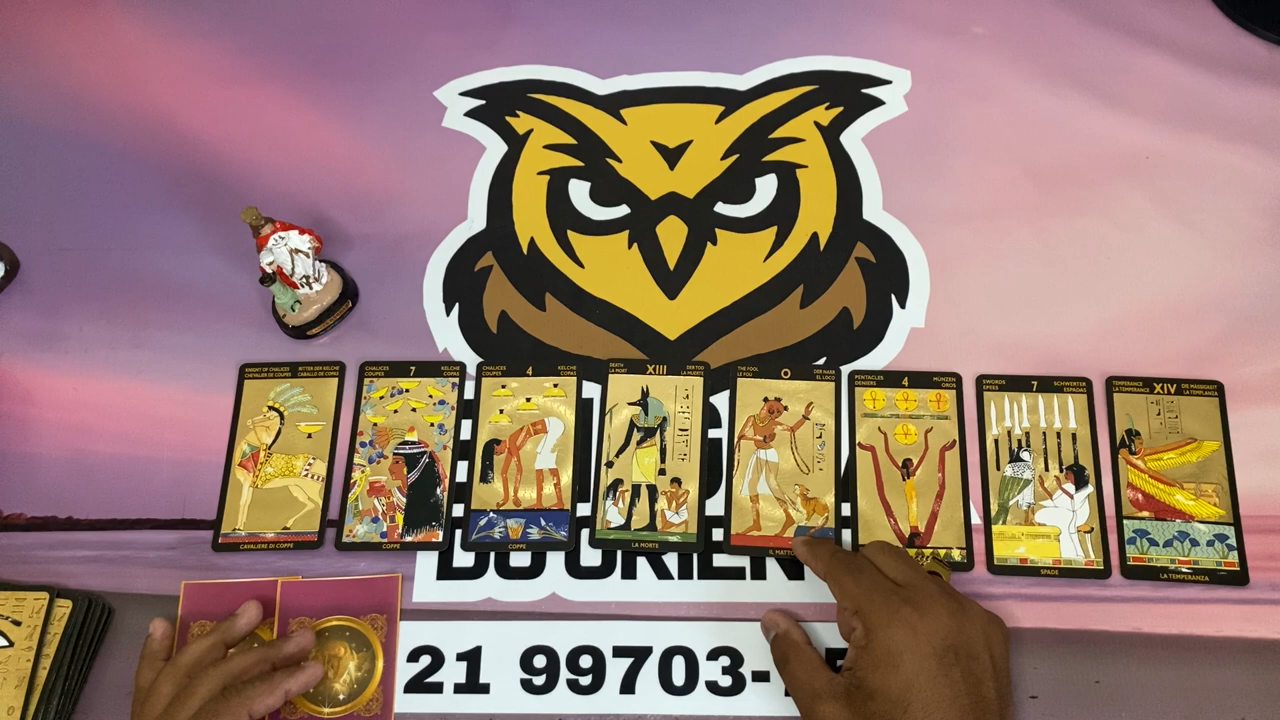 KNIGHT OF CHALICES RITTER DER KELCHE
CHEVALIER DE COUPES CABALLO DE COPAS
CAVALIERE DI COPPE
CHALICES 7 KELCHE
COUPES COPAS
COPPE
CHALICES 4 KELCHE
COUPES COPAS
COPPE
DEATH XIII DER TOD
LA MORT LA MUERTE
LA MORTE
THE FOOL 0 DER NARR
LE FOU EL LOCO
IL MATTO
PENTACLES 4 MÜNZEN
DENIERS OROS
SWORDS 7 SCHWERTER
EPEES ESPADAS
SPADE
TEMPERANCE XIV DIE MÄSSIGKEIT
LA TEMPERANCE LA TEMPLANZA
LA TEMPERANZA
DO ORIEN
21 99703-